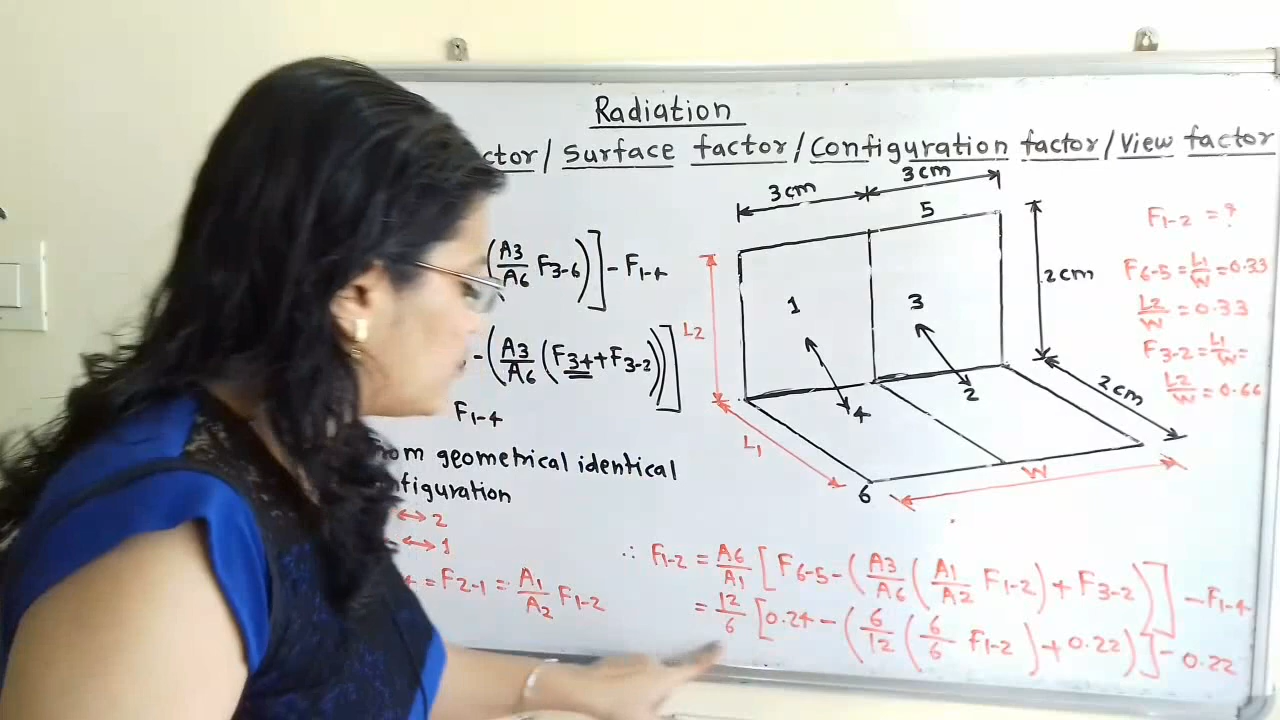 Radiation
ctor/Surface factor/Configuration factor/View factor
(A3/A6 F3-6)] - F1-4
- (A3/A6 (F3-4 + F3-2))]
F1-4
om geometrical identical
figuration
↔ 2
↔ 1
= F2-1 = A1/A2 F1-2
3cm
3cm
5
L2
1
3
2cm
4
2
2cm
L1
W
6
F1-2 = ?
F6-5 = L1/W = 0.33
L2/W = 0.33
F3-2 = L1/W =
L2/W = 0.66
∴ F1-2 = A6/A1 [F6-5 - (A3/A6 (A1/A2 F1-2) + F3-2)] - F1-4
= 12/6 [0.24 - (6/12 (6/6 F1-2) + 0.22)] - 0.22